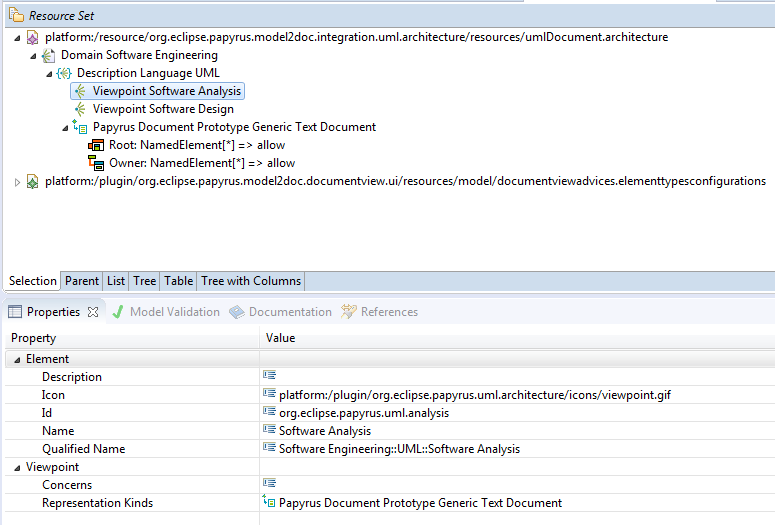 Resource Set
platform:/resource/org.eclipse.papyrus.model2doc.integration.uml.architecture/resources/umlDocument.architecture
Domain Software Engineering
Description Language UML
Viewpoint Software Analysis
Viewpoint Software Design
Papyrus Document Prototype Generic Text Document
Root: NamedElement[*] => allow
Owner: NamedElement[*] => allow
platform:/plugin/org.eclipse.papyrus.model2doc.documentview.ui/resources/model/documentviewadvices.elementtypesconfigurations
Selection Parent List Tree Table Tree with Columns
Properties Model Validation Documentation References
Property Value
Element
Description
Icon platform:/plugin/org.eclipse.papyrus.uml.architecture/icons/viewpoint.gif
Id org.eclipse.papyrus.uml.analysis
Name Software Analysis
Qualified Name Software Engineering::UML::Software Analysis
Viewpoint
Concerns
Representation Kinds Papyrus Document Prototype Generic Text Document